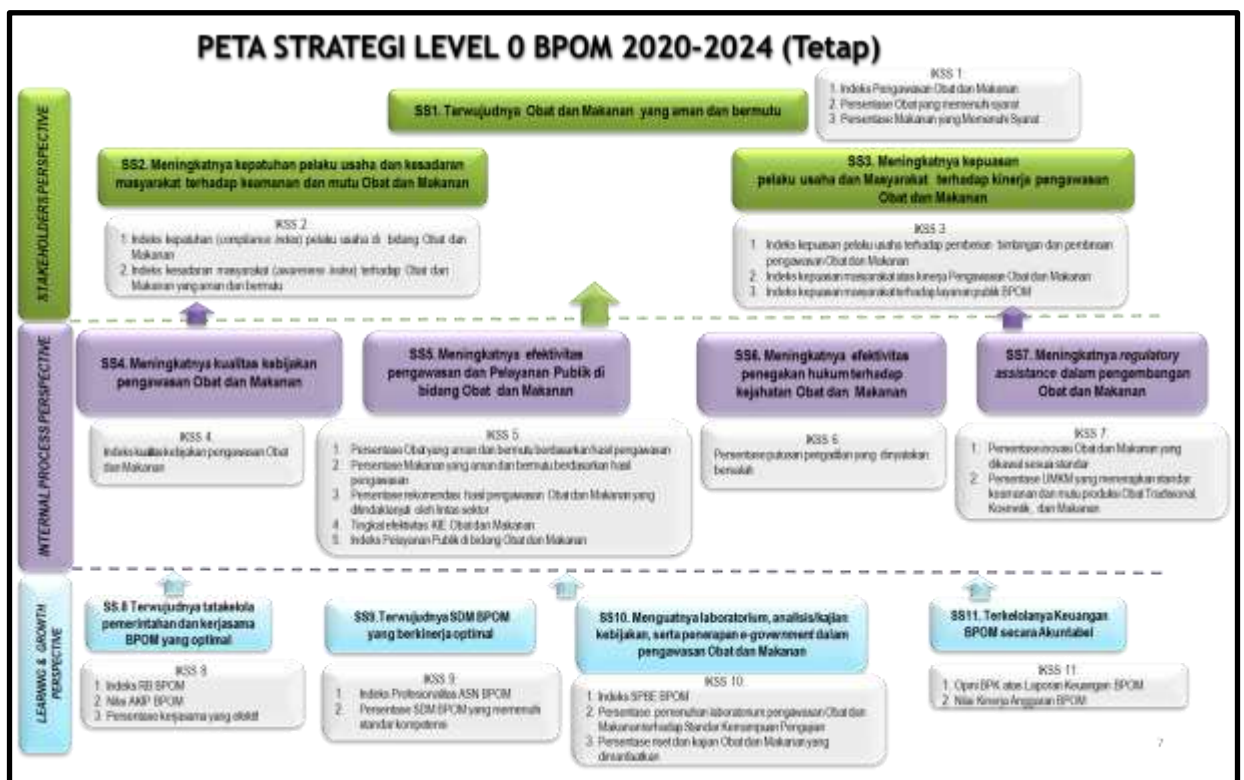 PETA STRATEGI LEVEL 0 BPOM 2020-2024 (Tetap)
STAKEHOLDERS PERSPECTIVE
SS1. Terwujudnya Obat dan Makanan yang aman dan bermutu
IKSS 1
1. Indeks Pengawasan Obat dan Makanan
2. Persentase Obat yang memenuhi syarat
3 Persentase Makanan yang Memenuhi Syarat
SS2. Meningkatnya kepatuhan pelaku usaha dan kesadaran
masyarakat terhadap keamanan dan mutu Obat dan Makanan
IKSS 2
1. Indeks kepatuhan (compliance index) pelaku usaha di bidang Obat dan
Makanan
2. Indeks kesadaran masyarakat (awareness index) terhadap Obat dan
Makanan yang aman dan bermutu
SS3. Meningkatnya kepuasan
pelaku usaha dan Masyarakat terhadap kinerja pengawasan
Obat dan Makanan
IKSS 3
1. Indeks kepuasan pelaku usaha terhadap pemberian bimbingan dan pembinaan
pengawasan Obat dan Makanan
2. Indeks kepuasan masyarakat atas kinerja Pengawasan Obat dan Makanan
3. Indeks kepuasan masyarakat terhadap layanan publik BPOM
INTERNAL PROCESS PERSPECTIVE
SS4. Meningkatnya kualitas kebijakan
pengawasan Obat dan Makanan
IKSS 4
Indeks kualitas kebijakan pengawasan Obat
dan Makanan
SS5. Meningkatnya efektivitas
pengawasan dan Pelayanan Publik di
bidang Obat dan Makanan
IKSS 5
1. Persentase Obat yang aman dan bermutu berdasarkan hasil pengawasan
2. Persentase Makanan yang aman dan bermutu berdasarkan hasil
pengawasan
3 Persentase rekomendasi hasil pengawasan Obat dan Makanan yang
ditindaklanjuti oleh lintas sektor
4 Tingkat efektivitas KIE Obat dan Makanan
5. Indeks Pelayanan Publik di bidang Obat dan Makanan
SS6. Meningkatnya efektivitas
penegakan hukum terhadap
kejahatan Obat dan Makanan
IKSS 6
Persentase putusan pengadilan yang dinyatakan
bersalah
SS7. Meningkatnya regulatory
assistance dalam pengembangan
Obat dan Makanan
IKSS 7
1. Persentase inovasi Obat dan Makanan yang
dikawal sesuai standar
2. Persentase UMKM yang menerapkan standar
keamanan dan mutu produksi Obat Tradisional,
Kosmetik, dan Makanan
LEARNING & GROWTH
PERSPECTIVE
SS.8 Terwujudnya tatakelola
pemerintahan dan kerjasama
BPOM yang optimal
IKSS 8
1. Indeks RB BPOM
2. Nilai AKIP BPOM
3. Persentase kerjasama yang efektif
SS9. Terwujudnya SDM BPOM
yang berkinerja optimal
IKSS 9:
1. Indeks Profesionalitas ASN BPOM
2. Persentase SDM BPOM yang memenuhi
standar kompetensi
SS10. Menguatnya laboratorium, analisis/kajian
kebijakan, serta penerapan e-government dalam
pengawasan Obat dan Makanan
IKSS 10:
1. Indeks SPBE BPOM
2. Persentase pemenuhan laboratorium pengawasan Obat dan
Makanan terhadap Standar Kemampuan Pengujian
3. Persentase riset dan kajian Obat dan Makanan yang
dimanfaatkan
SS11. Terkelolanya Keuangan
BPOM secara Akuntabel
IKSS 11:
1. Opini BPK atas Laporan Keuangan BPOM
2. Nilai Kinerja Anggaran BPOM
7